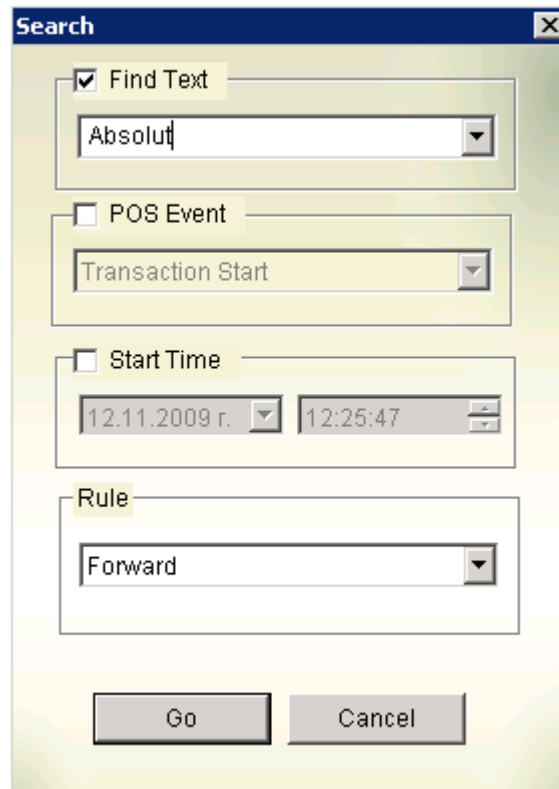 Search
Find Text
Absolut
POS Event
Transaction Start
Start Time
12.11.2009 г. 12:25:47
Rule
Forward
Go Cancel